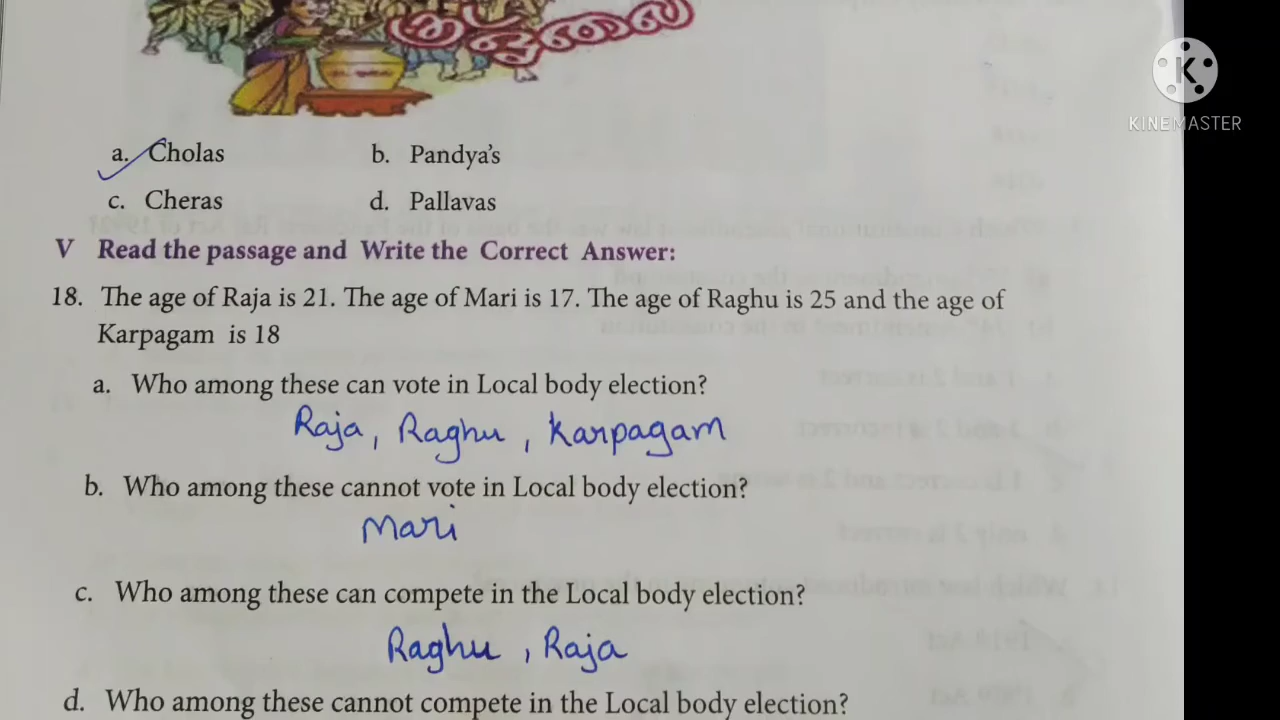 KINEMASTER
a. Cholas b. Pandya's
c. Cheras d. Pallavas
V Read the passage and Write the Correct Answer:
18. The age of Raja is 21. The age of Mari is 17. The age of Raghu is 25 and the age of
Karpagam is 18
a. Who among these can vote in Local body election?
Raja, Raghu, Karpagam
b. Who among these cannot vote in Local body election?
Mari
c. Who among these can compete in the Local body election?
Raghu, Raja
d. Who among these cannot compete in the Local body election?